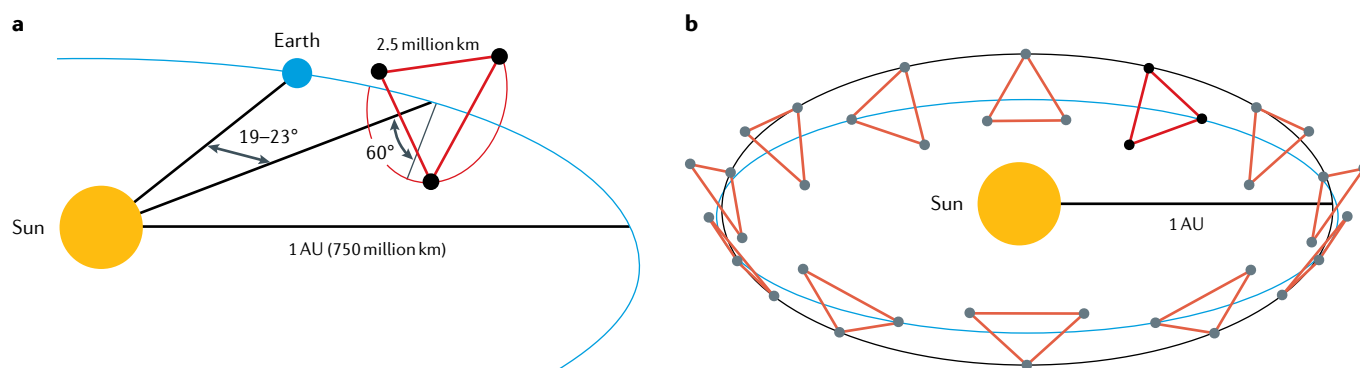 a
Earth
2.5 million km
19–23°
60°
Sun
1 AU (750 million km)
b
Sun
1 AU